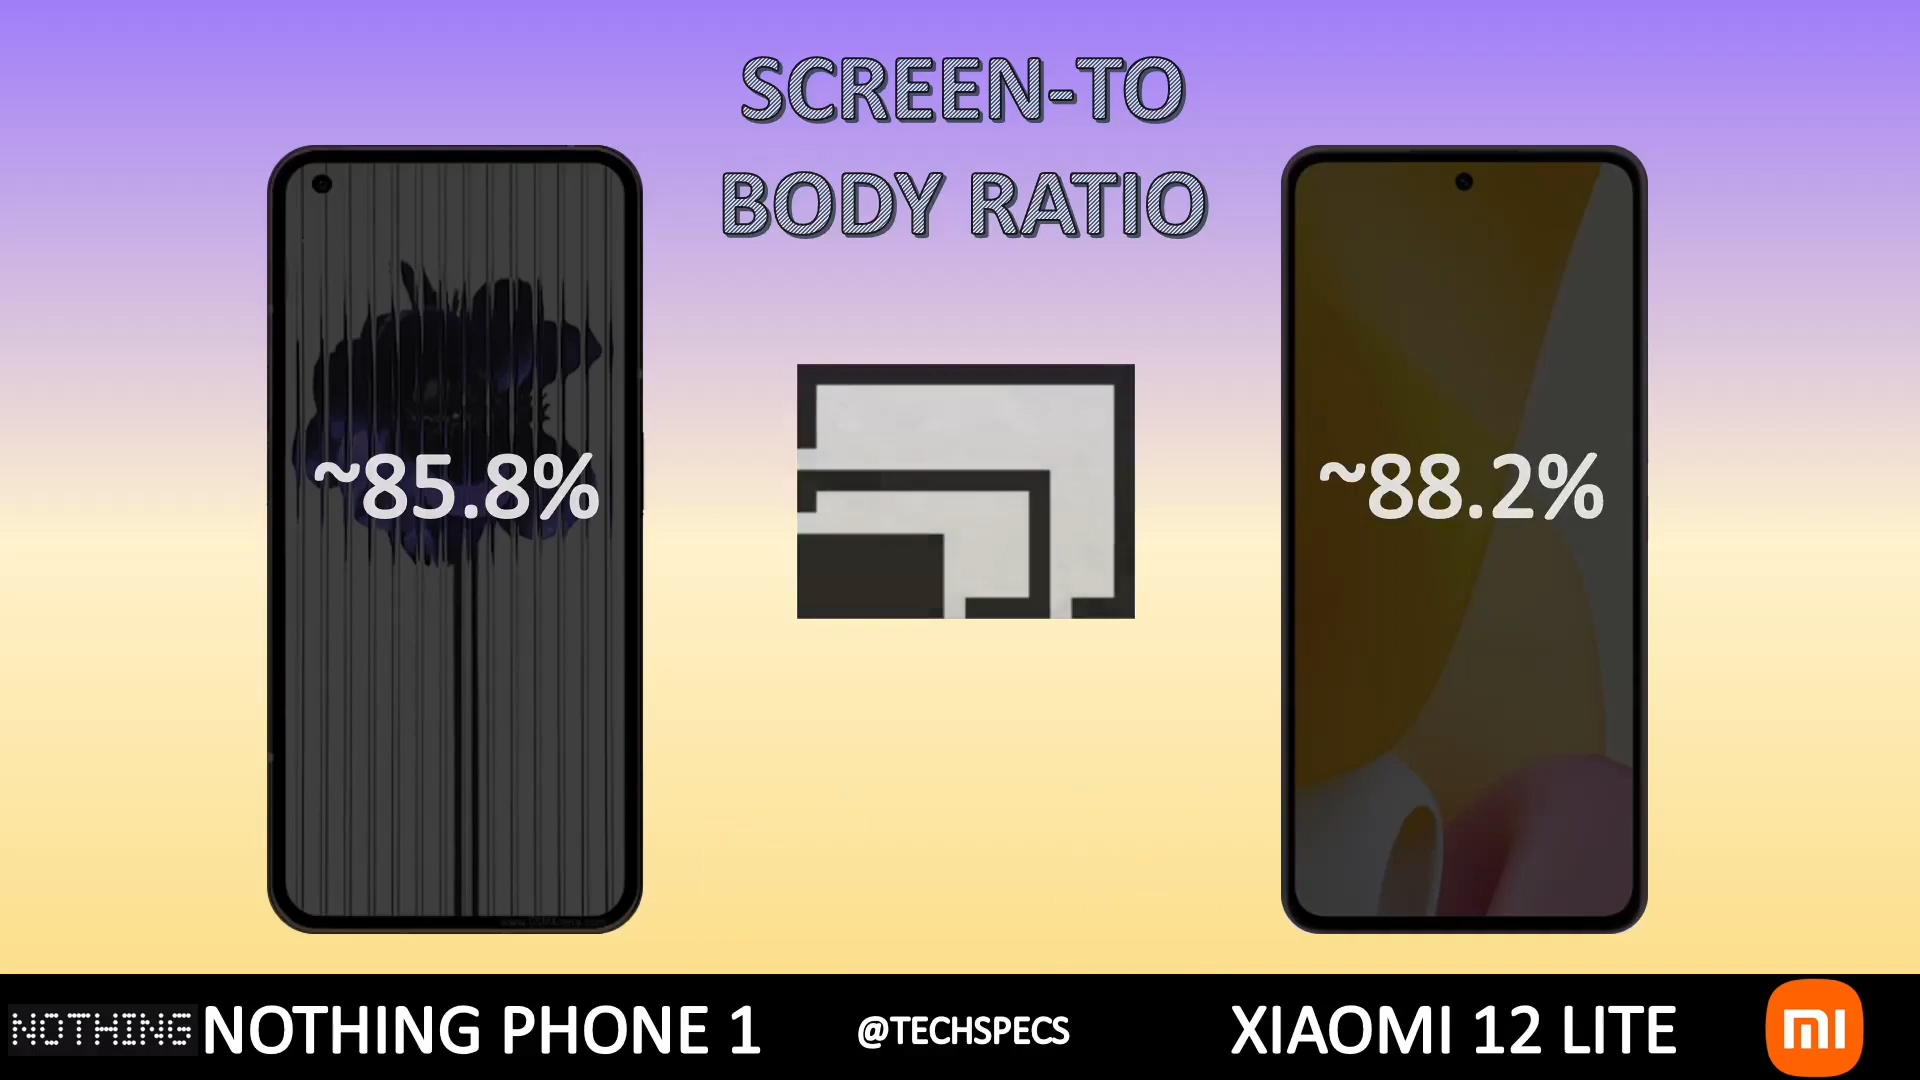 SCREEN-TO
BODY RATIO
~85.8%
~88.2%
NOTHING
NOTHING PHONE 1
@TECHSPECS
XIAOMI 12 LITE
MI